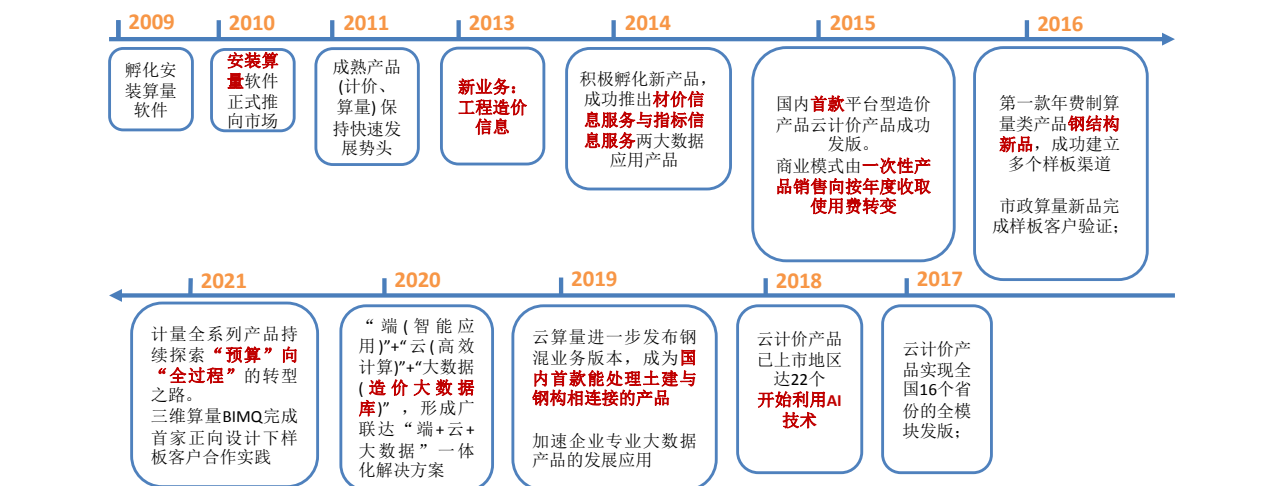 2009
孵化安
装算量
软件
2010
安装算
量软件
正式推
向市场
2011
成熟产品
(计价、
算量) 保
持快速发
展势头
2013
新业务：
工程造价
信息
2014
积极孵化新产品，
成功推出材价信
息服务与指标信
息服务两大数据
应用产品
2015
国内首款平台型造价
产品云计价产品成功
发版。
商业模式由一次性产
品销售向按年度收取
使用费转变
2016
第一款年费制算
量类产品钢结构
新品，成功建立
多个样板渠道
市政算量新品完
成样板客户验证；
2021
计量全系列产品持
续探索“预算”向
“全过程”的转型
之路。
三维算量BIMQ完成
首家正向设计下样
板客户合作实践
2020
“端(智能应
用)”+“云(高效
计算)”+“大数据
(造价大数据
库)”，形成广
联达“端+云+
大数据”一体
化解决方案
2019
云算量进一步发布钢
混业务版本，成为国
内首款能处理土建与
钢构相连接的产品
加速企业专业大数据
产品的发展应用
2018
云计价产品
已上市地区
达22个
开始利用AI
技术
2017
云计价产
品实现全
国16个省
份的全模
块发版；